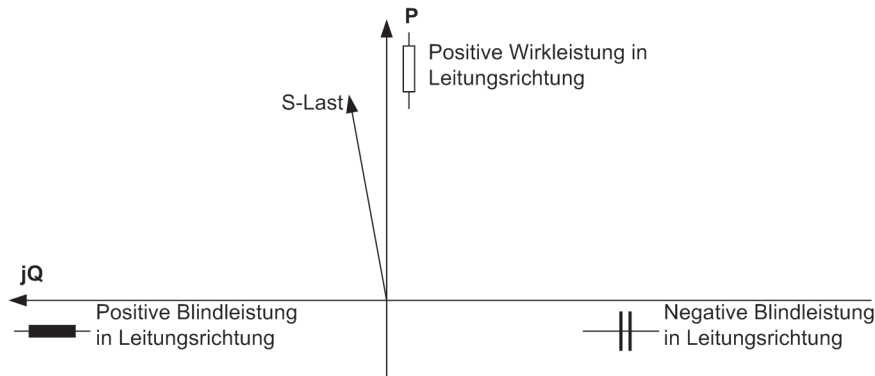 P
Positive Wirkleistung in
Leitungsrichtung
S-Last
jQ
Positive Blindleistung
in Leitungsrichtung
Negative Blindleistung
in Leitungsrichtung